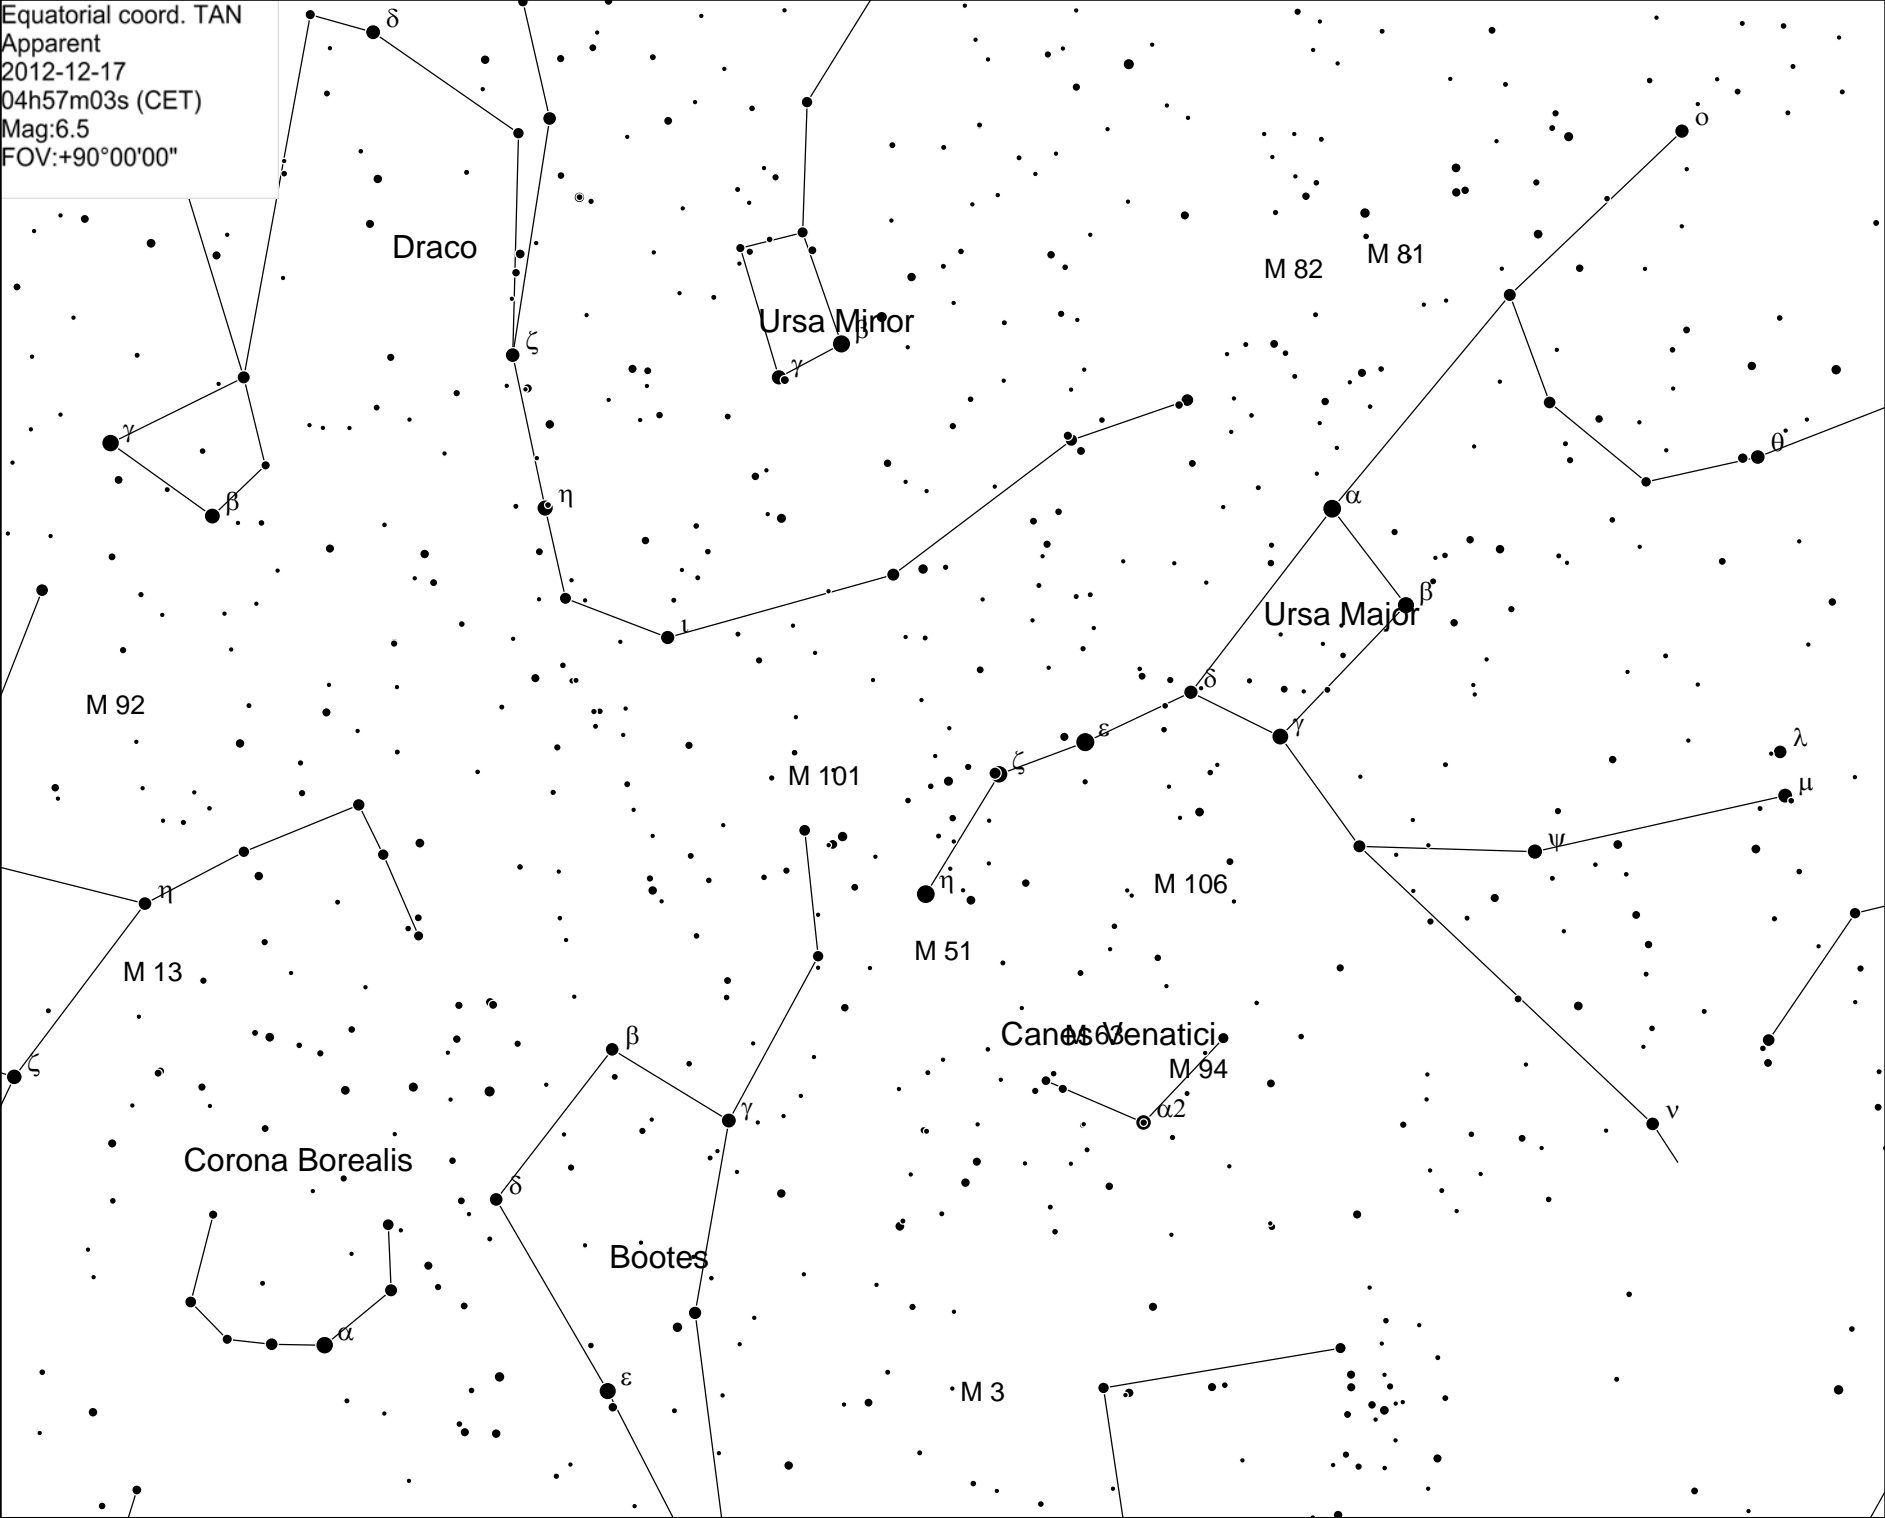 Equatorial coord. TAN
Apparent
2012-12-17
04h57m03s (CET)
Mag:6.5
FOV:+90°00'00"
δ
ο
Draco
M 82
M 81
Ursa Minor
β
ζ
γ
γ
θ
β
η
α
β
Ursa Major
ι
δ
M 92
γ
ε
λ
ζ
M 101
μ
ψ
η
η
M 106
M 51
M 13
Canes Venatici
M 63
β
ζ
M 94
γ
α2
ν
Corona Borealis
δ
Bootes
α
ε
M 3